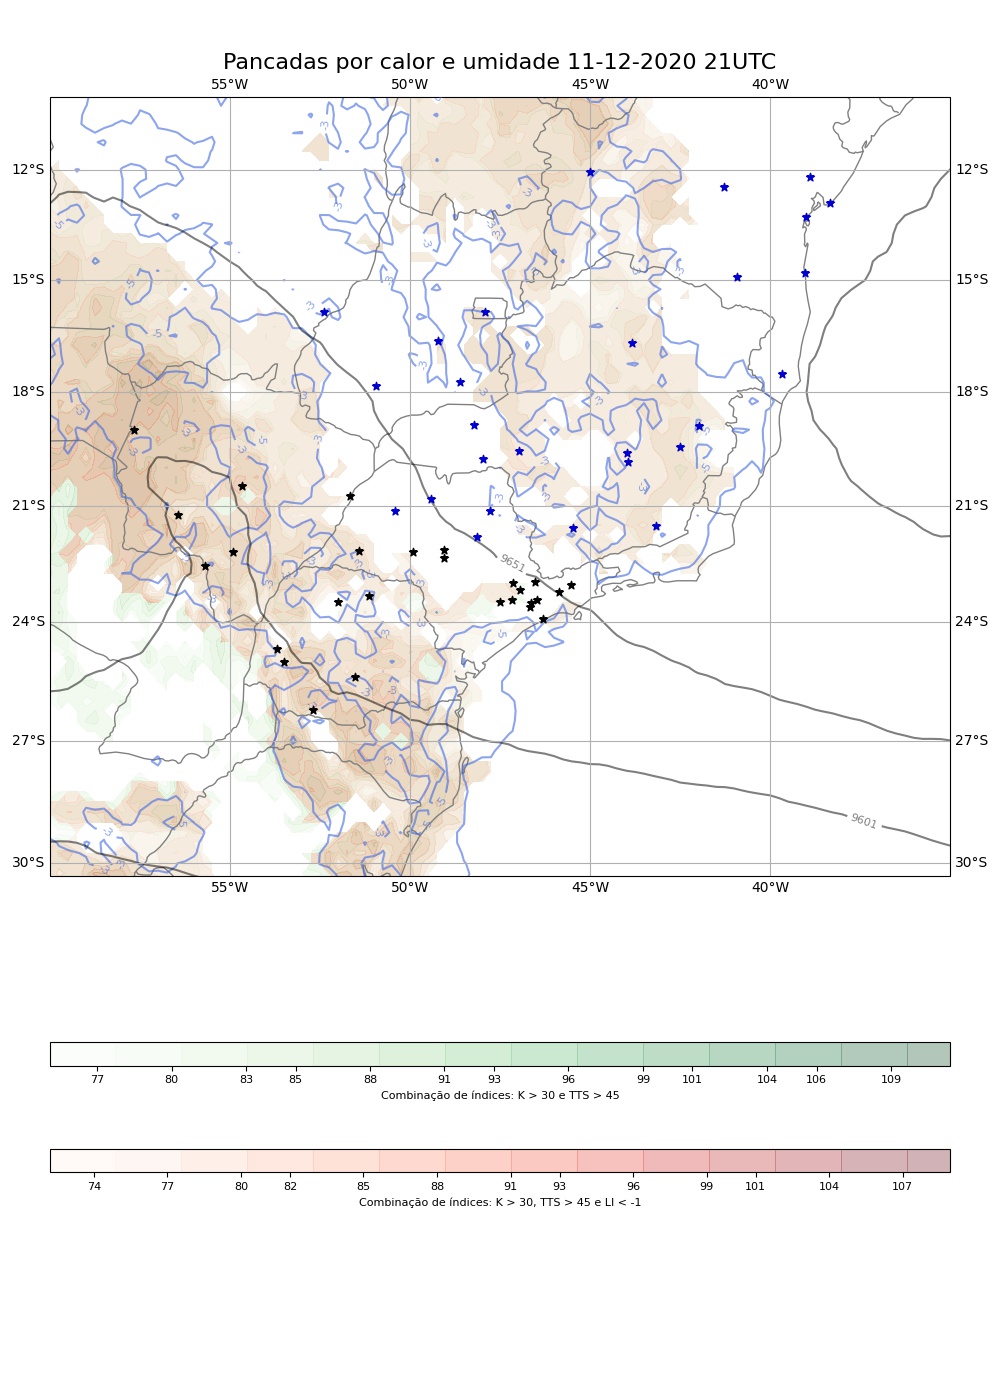 Pancadas por calor e umidade 11-12-2020 21UTC
55°W 50°W 45°W 40°W
12°S 12°S
15°S 15°S
18°S 18°S
21°S 21°S
9651
24°S 24°S
27°S 27°S
9601
30°S 30°S
55°W 50°W 45°W 40°W
77 80 83 85 88 91 93 96 99 101 104 106 109
Combinação de índices: K > 30 e TTS > 45
74 77 80 82 85 88 91 93 96 99 101 104 107
Combinação de índices: K > 30, TTS > 45 e LI < -1